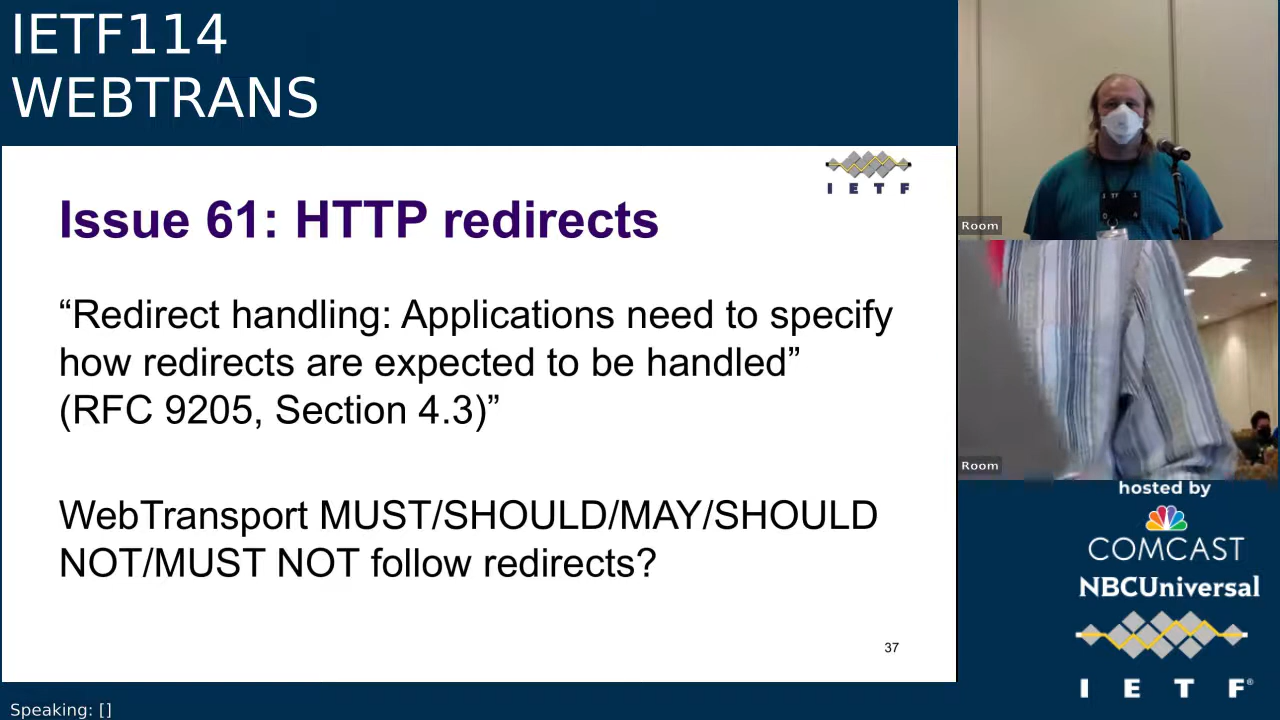 IETF114
WEBTRANS
I E T F
Issue 61: HTTP redirects
“Redirect handling: Applications need to specify
how redirects are expected to be handled”
(RFC 9205, Section 4.3)”
WebTransport MUST/SHOULD/MAY/SHOULD
NOT/MUST NOT follow redirects?
37
Speaking: []
Room
Room
hosted by
COMCAST
NBCUniversal
I E T F®